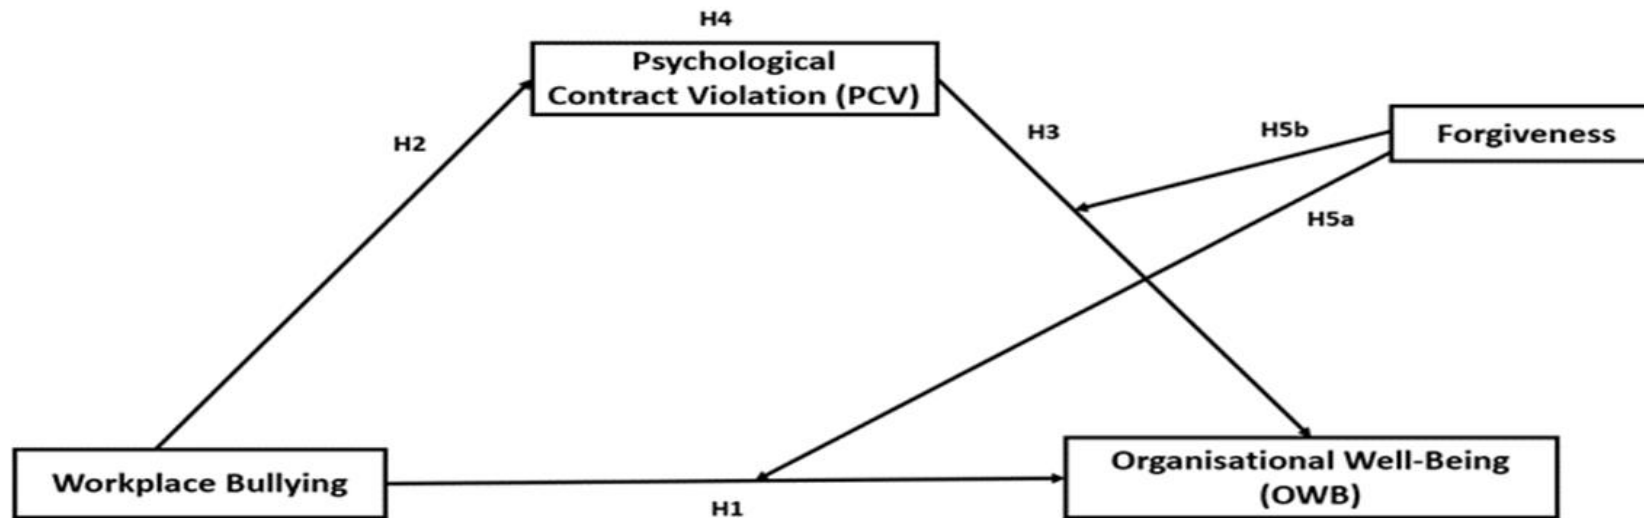 H4
Psychological
Contract Violation (PCV)
H2
H3
H5b
Forgiveness
H5a
Workplace Bullying
H1
Organisational Well-Being
(OWB)